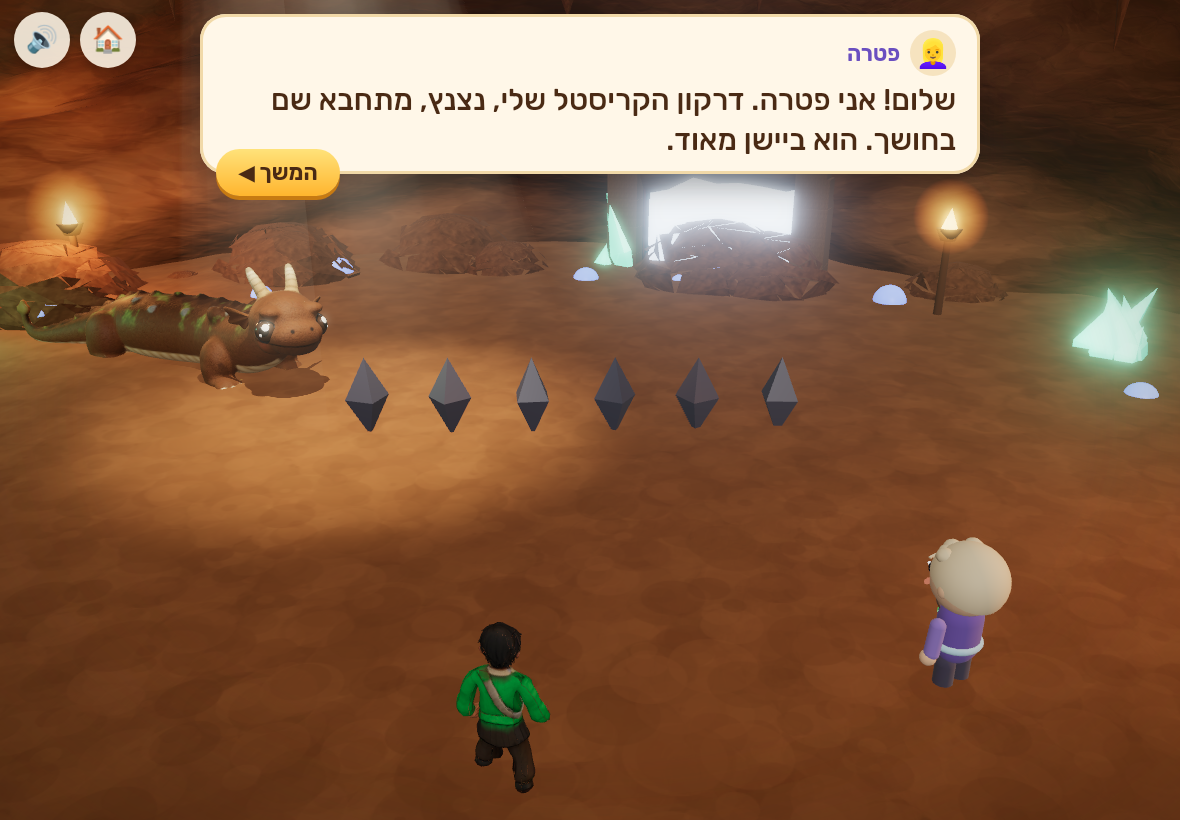 פטרה
שלום! אני פטרה. דרקון הקריסטל שלי, נצנץ, מתחבא שם
בחושך. הוא ביישן מאוד.
המשך ◀